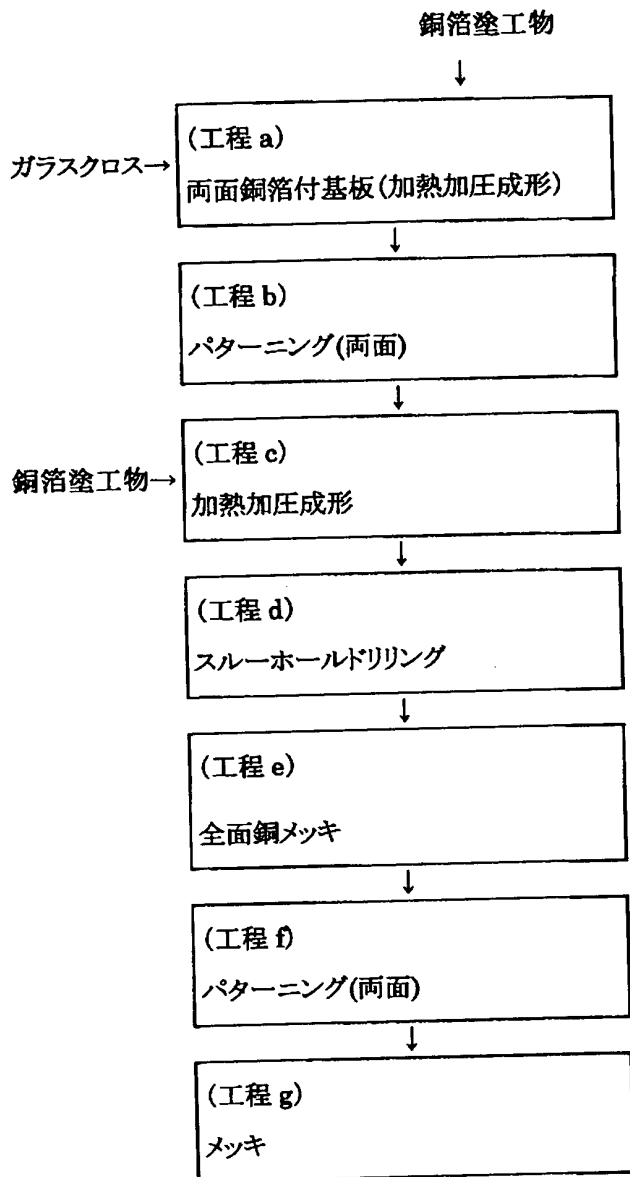 銅箔塗工物
↓
(工程 a)
ガラスクロス→
両面銅箔付基板(加熱加圧成形)
↓
(工程 b)
パターニング(両面)
↓
(工程 c)
銅箔塗工物→
加熱加圧成形
↓
(工程 d)
スルーホールドリリング
↓
(工程 e)
全面銅メッキ
↓
(工程 f)
パターニング(両面)
↓
(工程 g)
メッキ